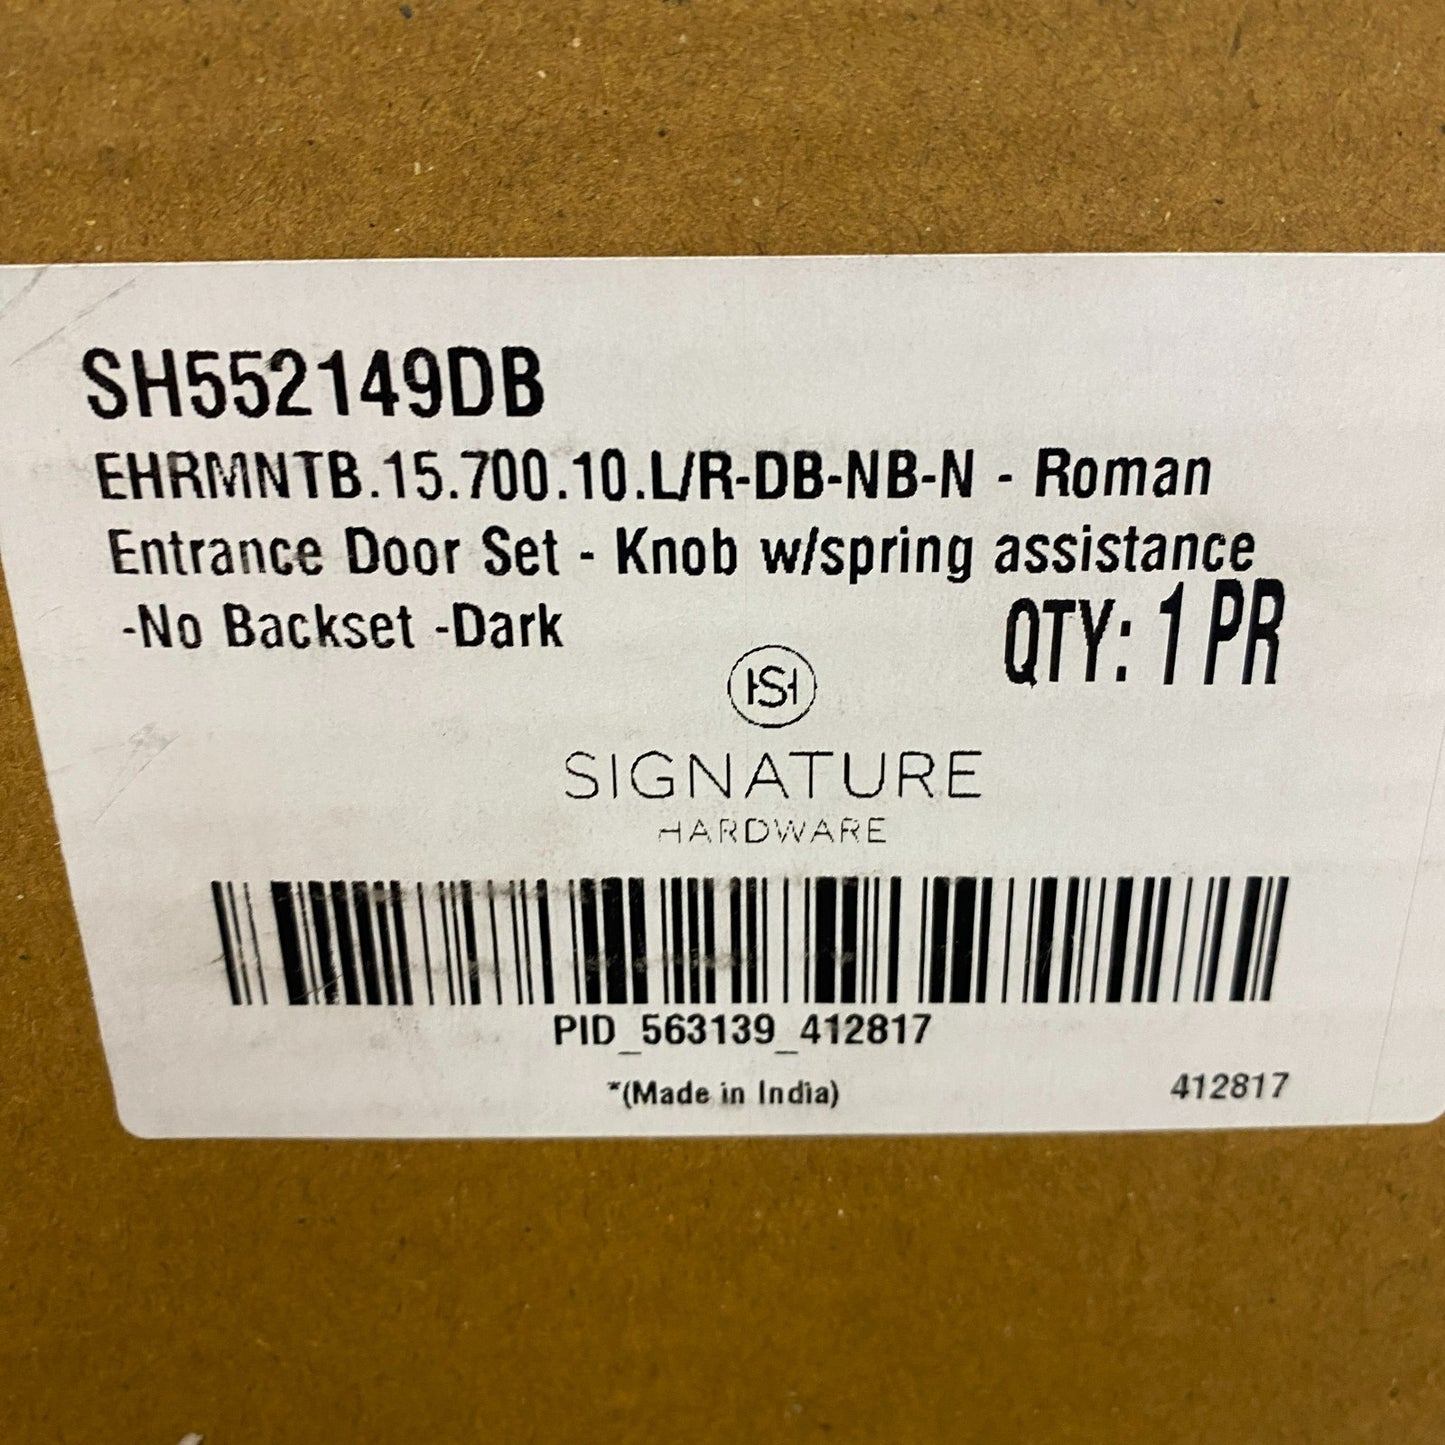 SH552149DB
EHRMNTB.15.700.10.L/R-DB-NB-N - Roman
Entrance Door Set - Knob w/spring assistance
-No Backset -Dark
QTY: 1 PR
HS
SIGNATURE
HARDWARE
PID_563139_412817
*(Made in India)
412817